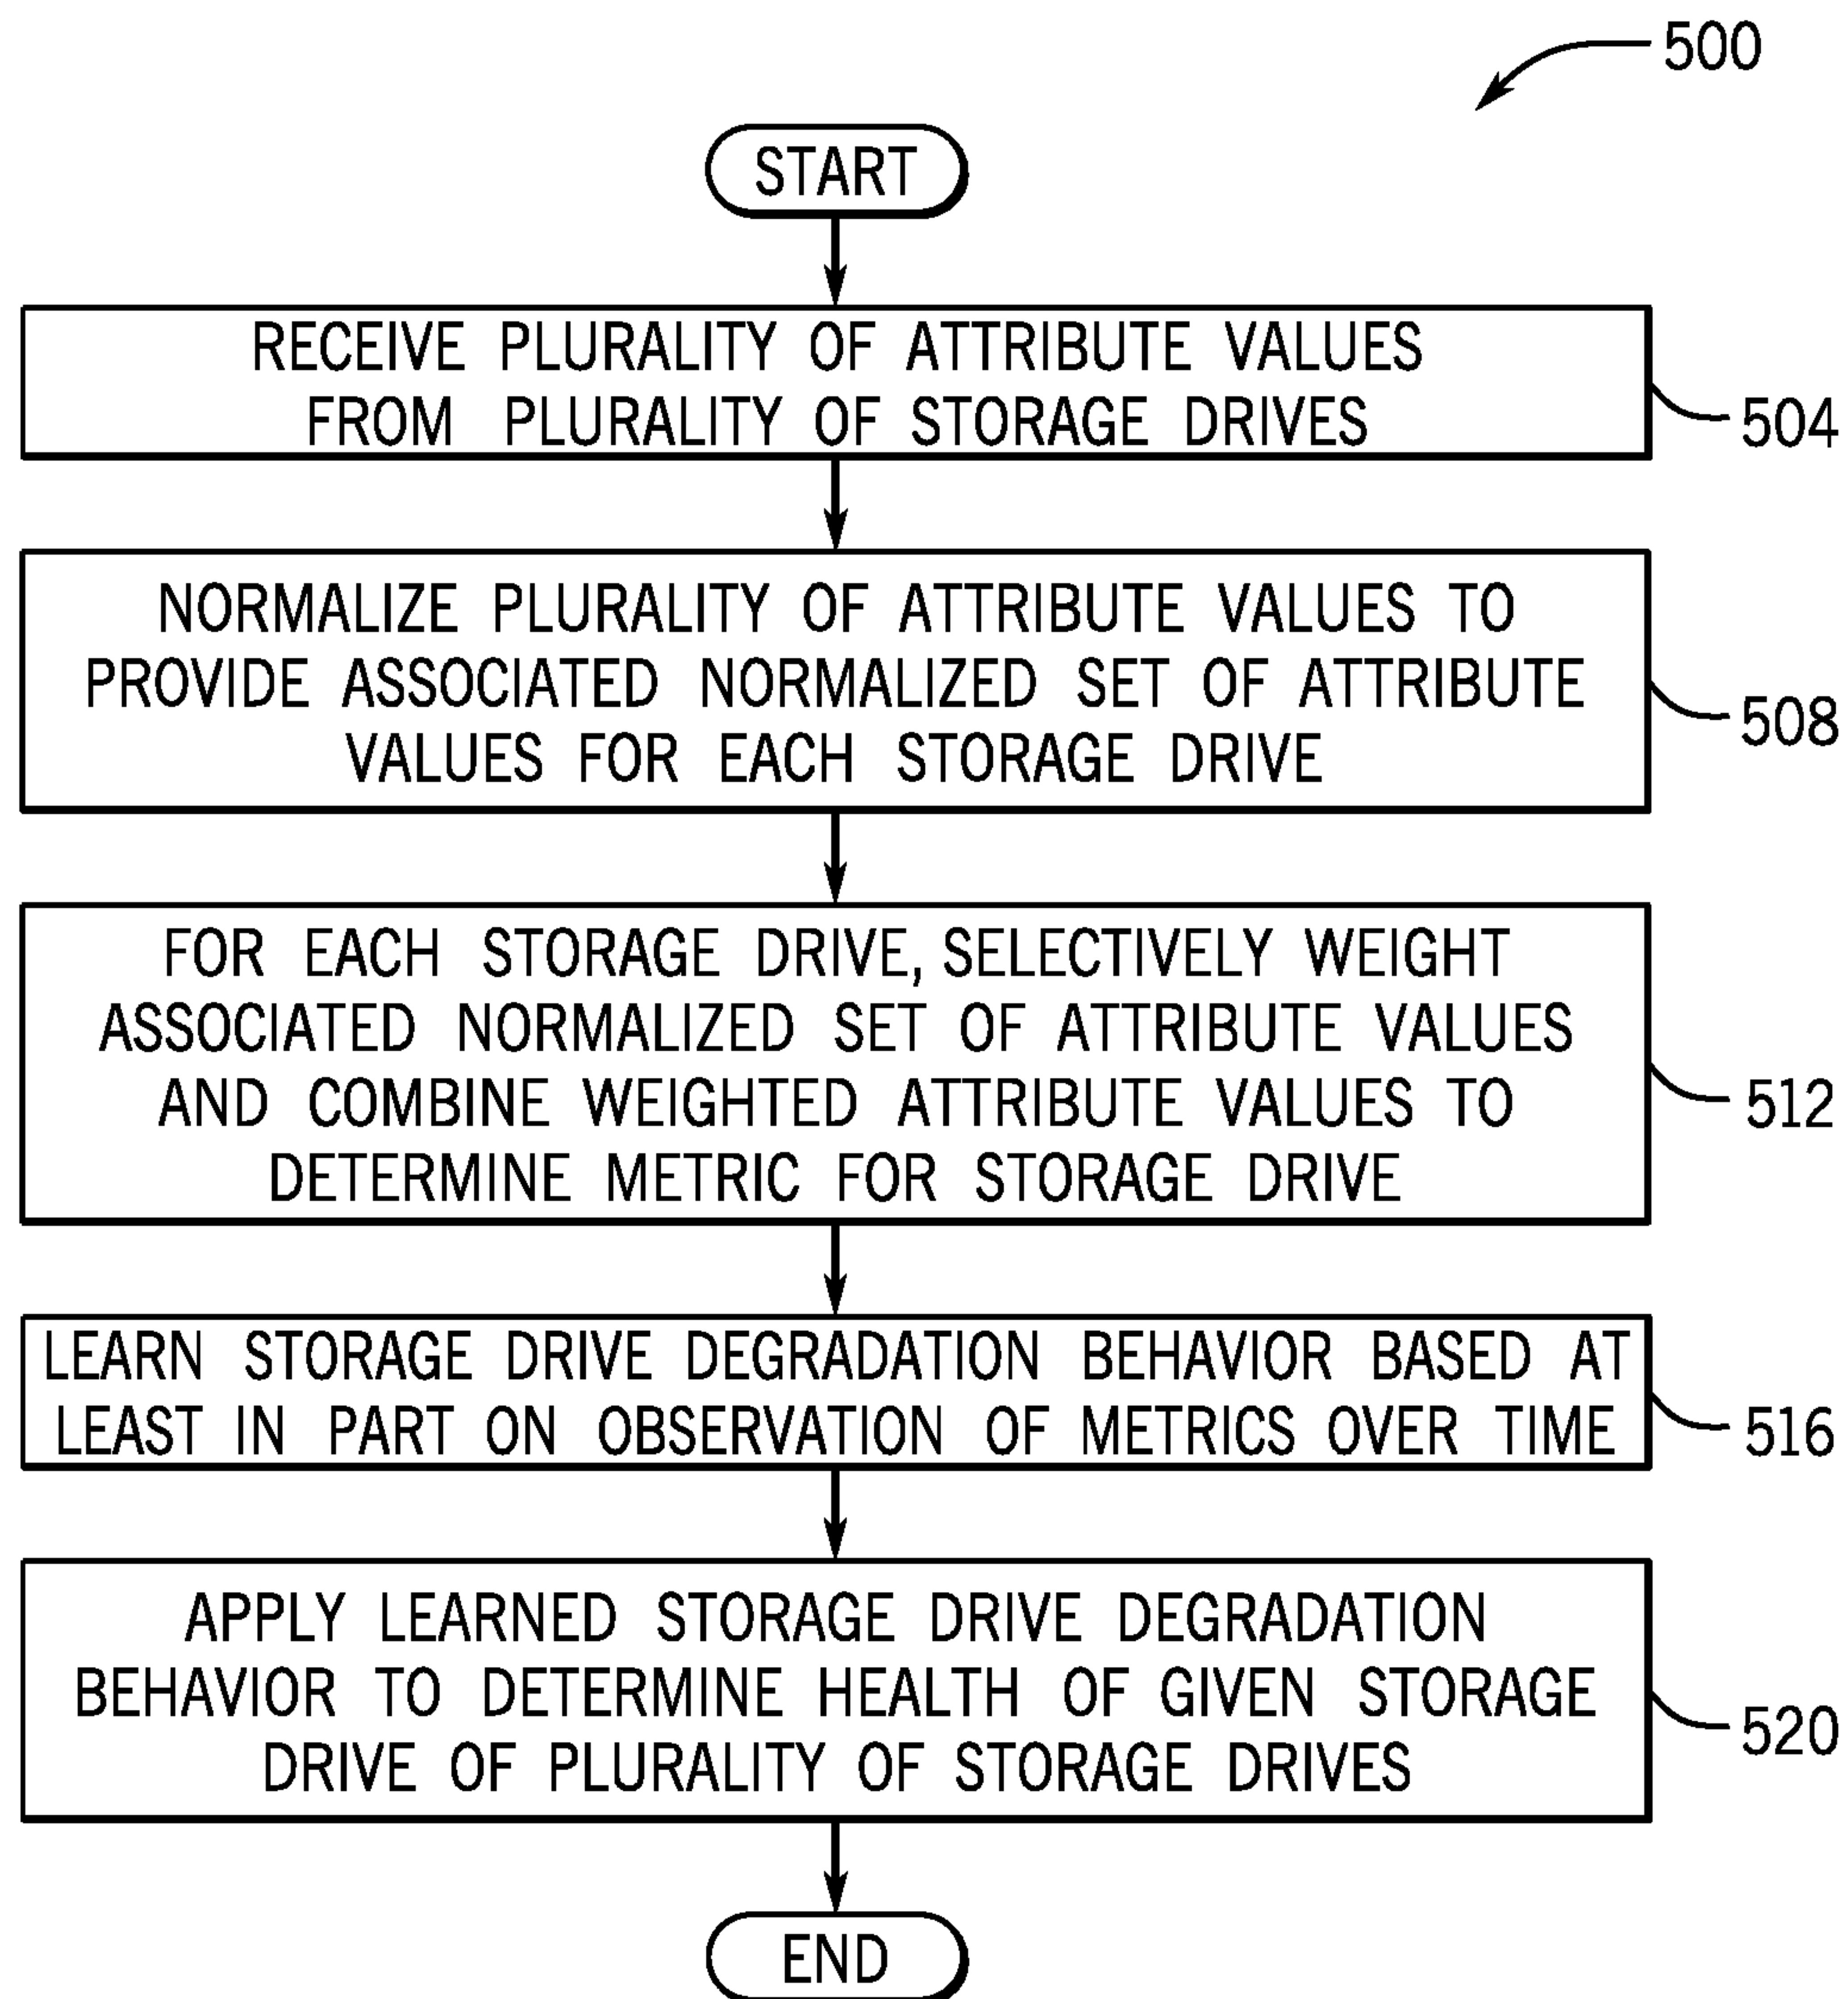 500
START
RECEIVE PLURALITY OF ATTRIBUTE VALUES
FROM PLURALITY OF STORAGE DRIVES
504
NORMALIZE PLURALITY OF ATTRIBUTE VALUES TO
PROVIDE ASSOCIATED NORMALIZED SET OF ATTRIBUTE
VALUES FOR EACH STORAGE DRIVE
508
FOR EACH STORAGE DRIVE, SELECTIVELY WEIGHT
ASSOCIATED NORMALIZED SET OF ATTRIBUTE VALUES
AND COMBINE WEIGHTED ATTRIBUTE VALUES TO
DETERMINE METRIC FOR STORAGE DRIVE
512
LEARN STORAGE DRIVE DEGRADATION BEHAVIOR BASED AT
LEAST IN PART ON OBSERVATION OF METRICS OVER TIME
516
APPLY LEARNED STORAGE DRIVE DEGRADATION
BEHAVIOR TO DETERMINE HEALTH OF GIVEN STORAGE
DRIVE OF PLURALITY OF STORAGE DRIVES
520
END